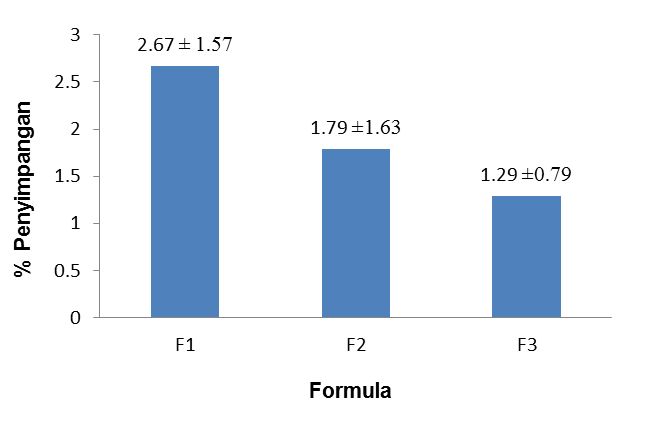 3
2.67 ± 1.57
2.5
2
1.79 ±1.63
1.5
1.29 ±0.79
1
0.5
0
% Penyimpangan
F1 F2 F3
Formula